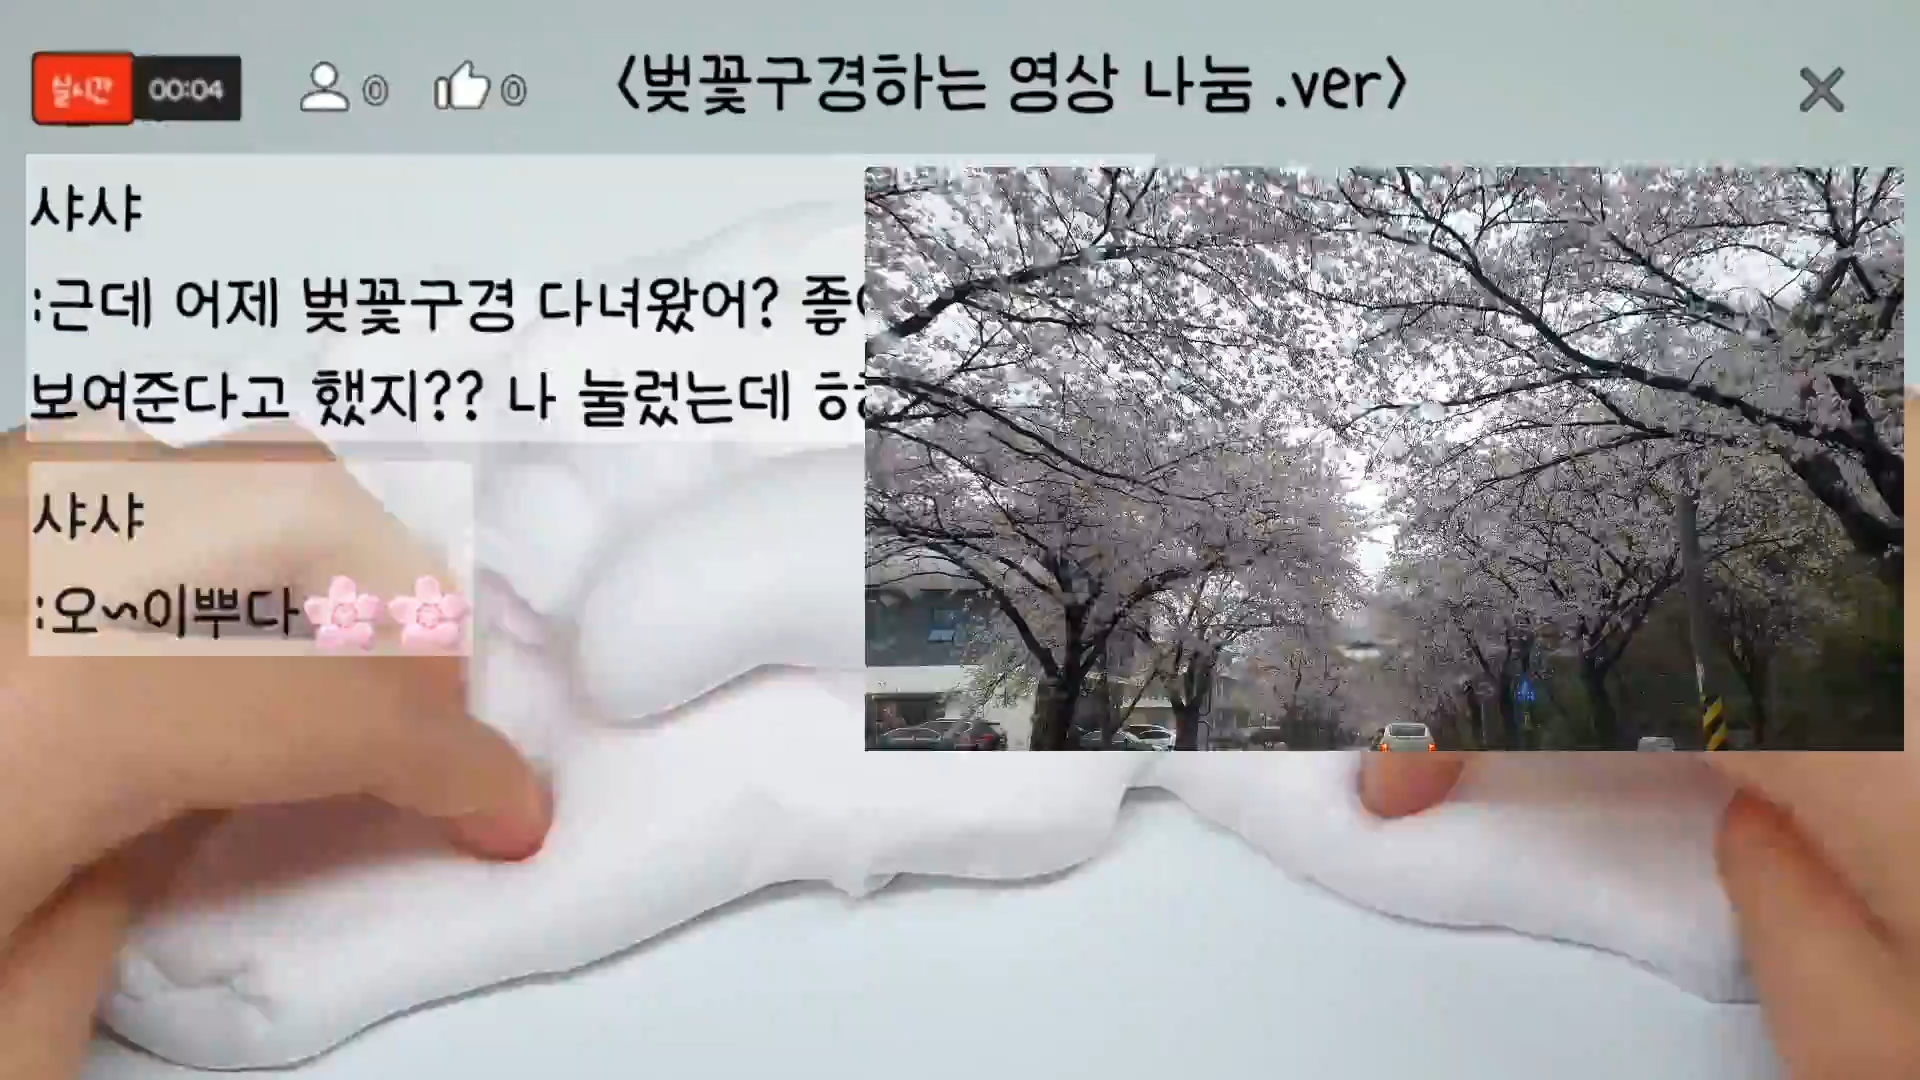 실시간 00:04 0 0 <벚꽃구경하는 영상 나눔 .ver>
샤샤
:근데 어제 벚꽃구경 다녀왔어?
보여준다고 했지?? 나 눌렀는데
샤샤
:오~이뿌다🌸🌸